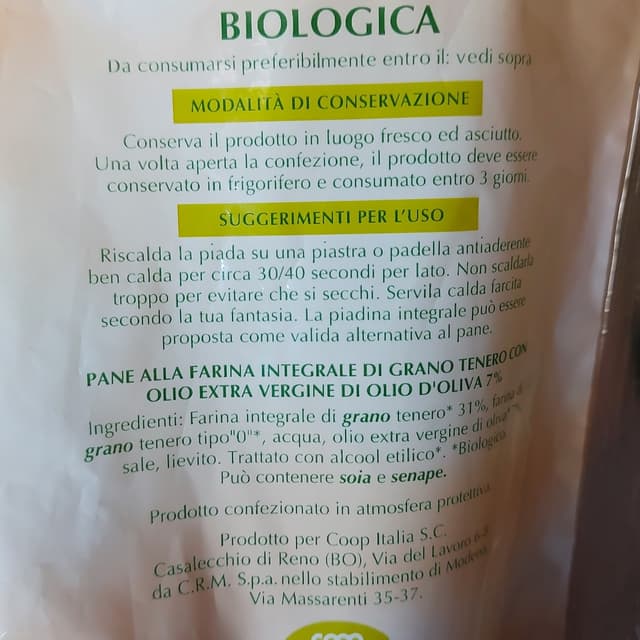 BIOLOGICA
Da consumarsi preferibilmente entro il: vedi sopra
MODALITÀ DI CONSERVAZIONE
Conserva il prodotto in luogo fresco ed asciutto.
Una volta aperta la confezione, il prodotto deve essere
conservato in frigorifero e consumato entro 3 giorni.
SUGGERIMENTI PER L'USO
Riscalda la piada su una piastra o padella antiaderente
ben calda per circa 30/40 secondi per lato. Non scaldarla
troppo per evitare che si secchi. Servila calda farcita
secondo la tua fantasia. La piadina integrale può essere
proposta come valida alternativa al pane.
PANE ALLA FARINA INTEGRALE DI GRANO TENERO CON
OLIO EXTRA VERGINE DI OLIO D'OLIVA 7%
Ingredienti: Farina integrale di grano tenero* 31%, farina di
grano tenero tipo"0"*, acqua, olio extra vergine di oliva*
sale, lievito. Trattato con alcool etilico*. *Biologico
Può contenere soia e senape.
Prodotto confezionato in atmosfera protettiva.
Prodotto per Coop Italia S.C.
Casalecchio di Reno (BO), Via del Lavoro 6-8
da C.R.M. S.p.a. nello stabilimento di Modena,
Via Massarenti 35-37.
coop